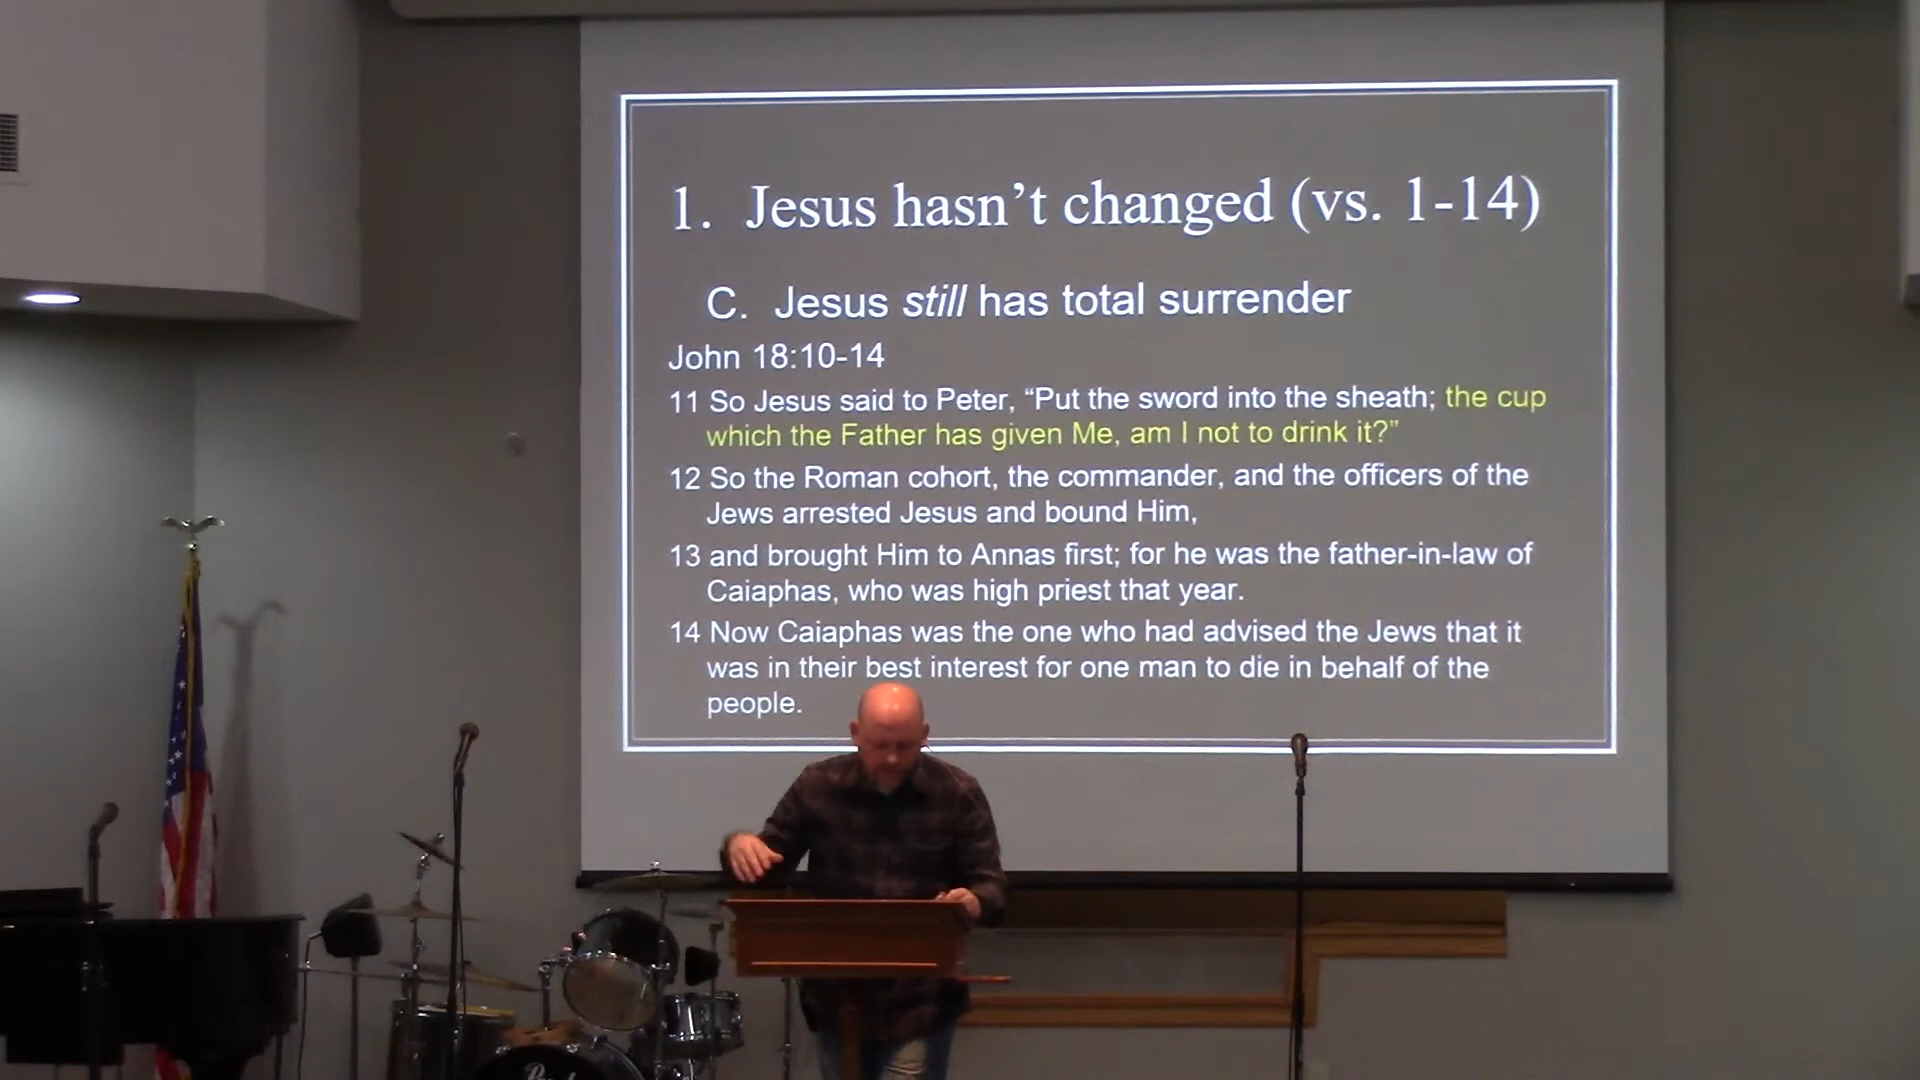 1. Jesus hasn’t changed (vs. 1-14)
C. Jesus still has total surrender
John 18:10-14
11 So Jesus said to Peter, “Put the sword into the sheath; the cup
which the Father has given Me, am I not to drink it?”
12 So the Roman cohort, the commander, and the officers of the
Jews arrested Jesus and bound Him,
13 and brought Him to Annas first; for he was the father-in-law of
Caiaphas, who was high priest that year.
14 Now Caiaphas was the one who had advised the Jews that it
was in their best interest for one man to die in behalf of the
people.